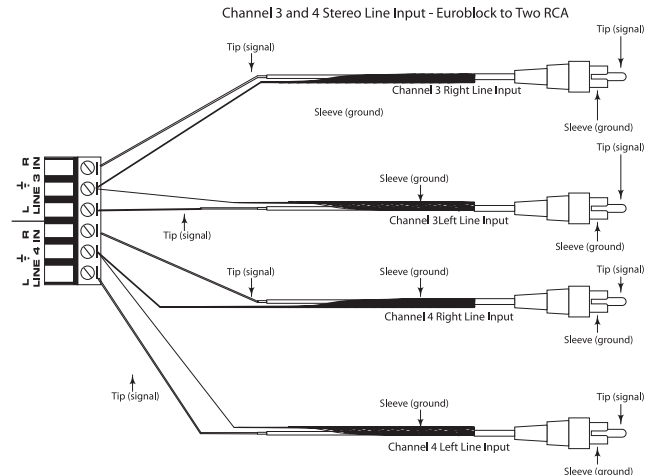 Channel 3 and 4 Stereo Line Input - Euroblock to Two RCA
Tip (signal)
Tip (signal)
Channel 3 Right Line Input
Sleeve (ground)
Sleeve (ground)
Tip (signal)
Sleeve (ground)
Channel 3Left Line Input
Tip (signal)
Sleeve (ground)
L ⏚ R
LINE 3 IN
L ⏚ R
LINE 4 IN
Tip (signal)
Sleeve (ground)
Tip (signal)
Channel 4 Right Line Input
Sleeve (ground)
Tip (signal)
Sleeve (ground)
Tip (signal)
Channel 4 Left Line Input
Sleeve (ground)